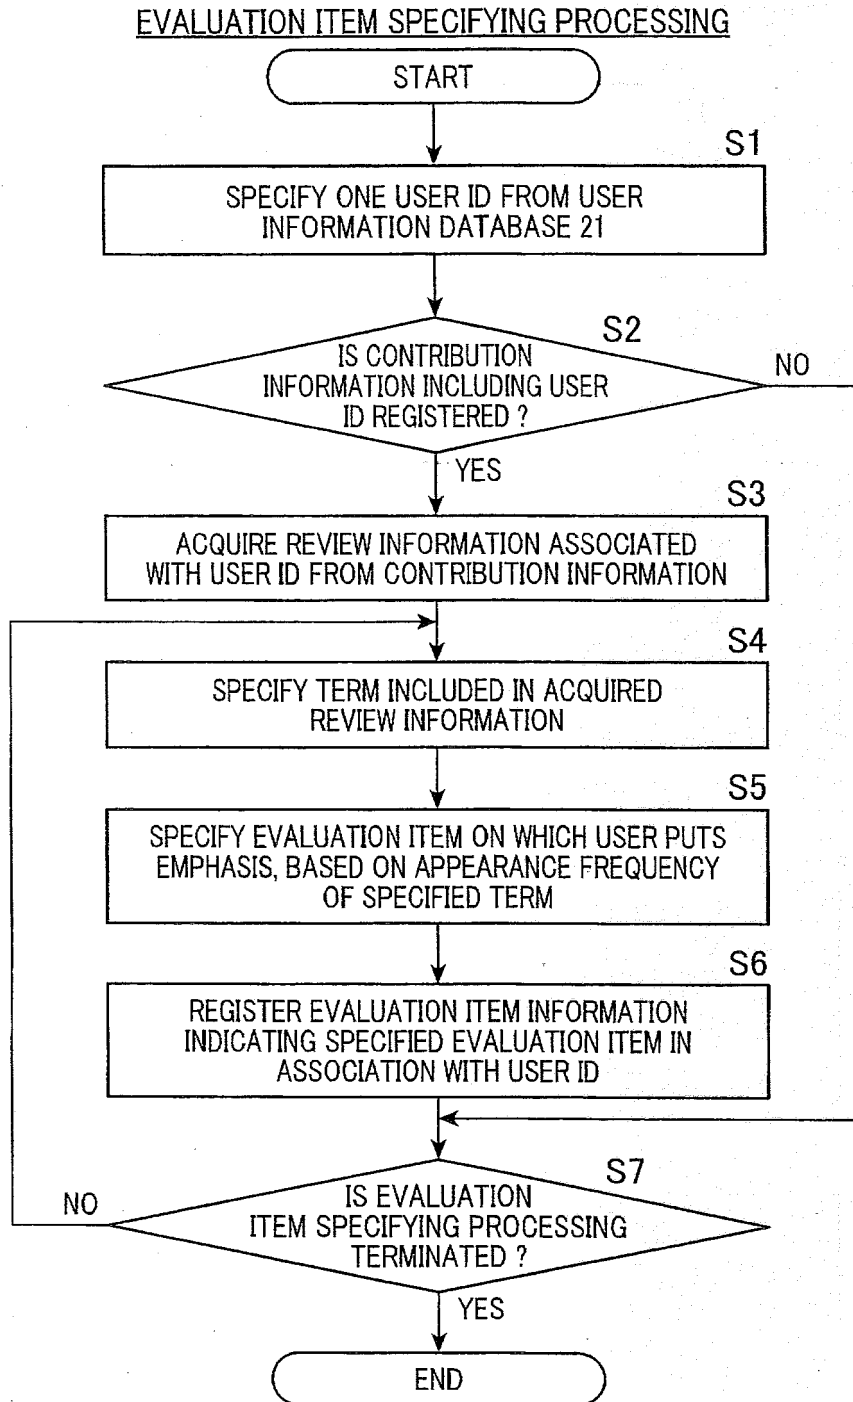 EVALUATION ITEM SPECIFYING PROCESSING
START
S1
SPECIFY ONE USER ID FROM USER
INFORMATION DATABASE 21
S2
IS CONTRIBUTION
INFORMATION INCLUDING USER
ID REGISTERED ?
NO
YES
S3
ACQUIRE REVIEW INFORMATION ASSOCIATED
WITH USER ID FROM CONTRIBUTION INFORMATION
S4
SPECIFY TERM INCLUDED IN ACQUIRED
REVIEW INFORMATION
S5
SPECIFY EVALUATION ITEM ON WHICH USER PUTS
EMPHASIS, BASED ON APPEARANCE FREQUENCY
OF SPECIFIED TERM
S6
REGISTER EVALUATION ITEM INFORMATION
INDICATING SPECIFIED EVALUATION ITEM IN
ASSOCIATION WITH USER ID
S7
NO
IS EVALUATION
ITEM SPECIFYING PROCESSING
TERMINATED ?
YES
END